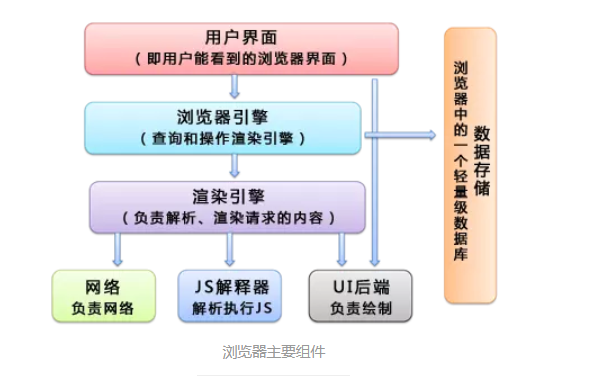 用户界面
（即用户能看到的浏览器界面）
浏览器引擎
（查询和操作渲染引擎）
渲染引擎
（负责解析、渲染请求的内容）
网络
负责网络
JS解释器
解析执行JS
UI后端
负责绘制
数据存储
浏览器中的一个轻量级数据库
浏览器主要组件